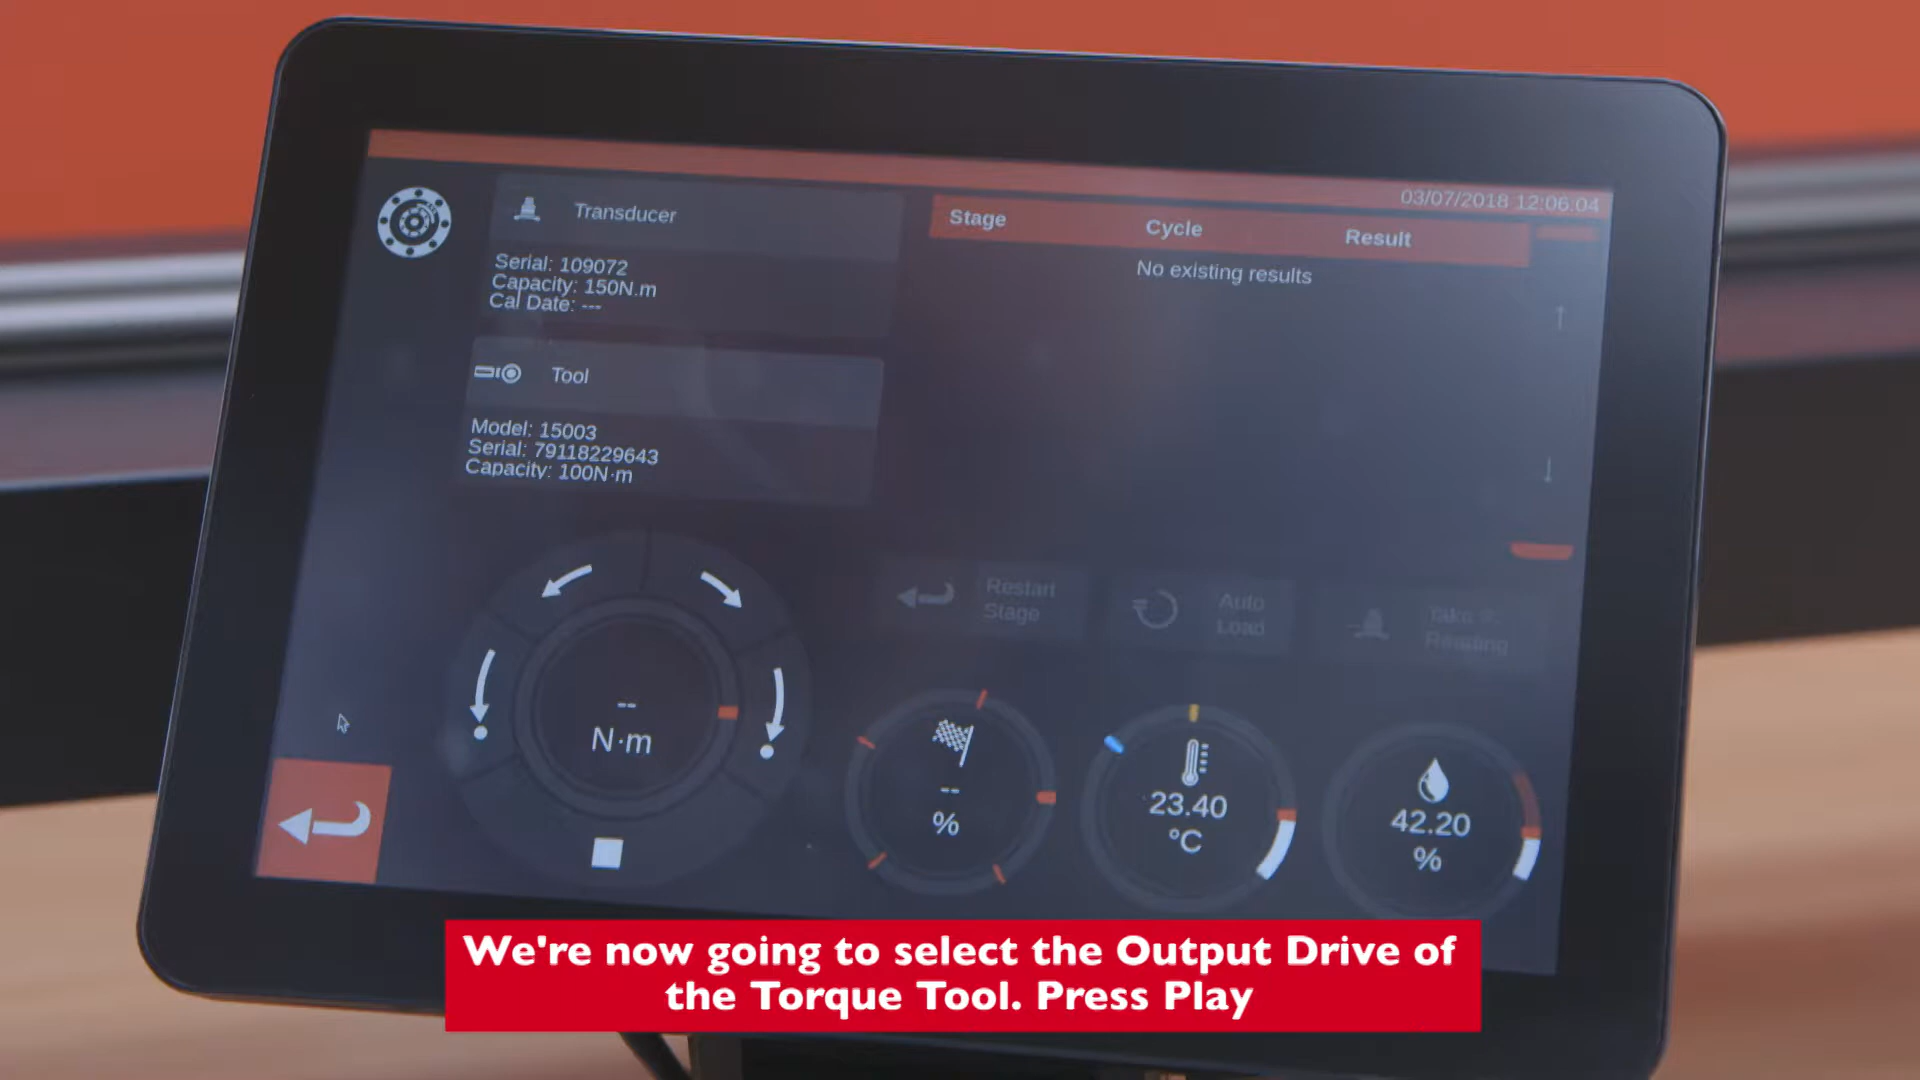 03/07/2018 12:06.04
Transducer
Serial: 109072
Capacity: 150N.m
Cal Date: ---
Tool
Model: 15003
Serial: 79118229643
Capacity: 100N·m
Stage Cycle Result
No existing results
Restart
Stage
Auto
Load
Reading
--
N·m
--
%
23.40
°C
42.20
%
We're now going to select the Output Drive of
the Torque Tool. Press Play